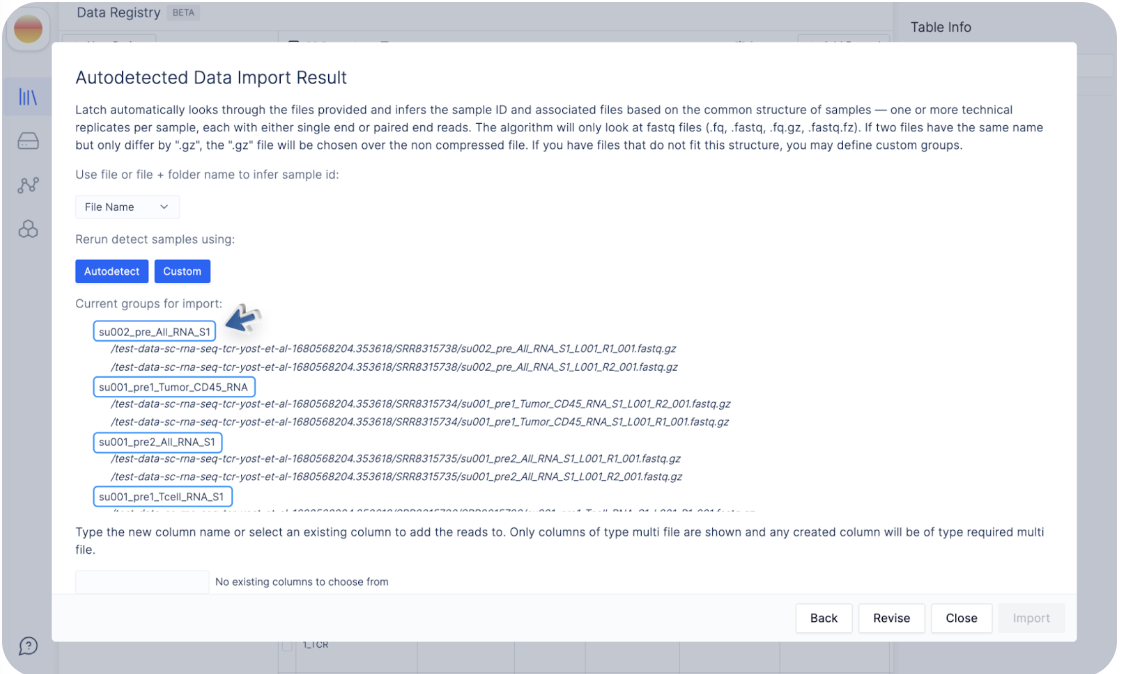 Data Registry BETA
Table Info
Autodetected Data Import Result
Latch automatically looks through the files provided and infers the sample ID and associated files based on the common structure of samples — one or more technical
replicates per sample, each with either single end or paired end reads. The algorithm will only look at fastq files (.fq, .fastq, .fq.gz, .fastq.fz). If two files have the same name
but only differ by ".gz", the ".gz" file will be chosen over the non compressed file. If you have files that do not fit this structure, you may define custom groups.
Use file or file + folder name to infer sample id:
File Name
Rerun detect samples using:
Autodetect Custom
Current groups for import:
su002_pre_All_RNA_S1
/test-data-sc-rna-seq-tcr-yost-et-al-1680568204.353618/SRR8315738/su002_pre_All_RNA_S1_L001_R1_001.fastq.gz
/test-data-sc-rna-seq-tcr-yost-et-al-1680568204.353618/SRR8315738/su002_pre_All_RNA_S1_L001_R2_001.fastq.gz
su001_pre1_Tumor_CD45_RNA
/test-data-sc-rna-seq-tcr-yost-et-al-1680568204.353618/SRR8315734/su001_pre1_Tumor_CD45_RNA_S1_L001_R2_001.fastq.gz
/test-data-sc-rna-seq-tcr-yost-et-al-1680568204.353618/SRR8315734/su001_pre1_Tumor_CD45_RNA_S1_L001_R1_001.fastq.gz
su001_pre2_All_RNA_S1
/test-data-sc-rna-seq-tcr-yost-et-al-1680568204.353618/SRR8315735/su001_pre2_All_RNA_S1_L001_R1_001.fastq.gz
/test-data-sc-rna-seq-tcr-yost-et-al-1680568204.353618/SRR8315735/su001_pre2_All_RNA_S1_L001_R2_001.fastq.gz
su001_pre1_Tcell_RNA_S1
Type the new column name or select an existing column to add the reads to. Only columns of type multi file are shown and any created column will be of type required multi
file.
No existing columns to choose from
Back Revise Close Import
1_TCR